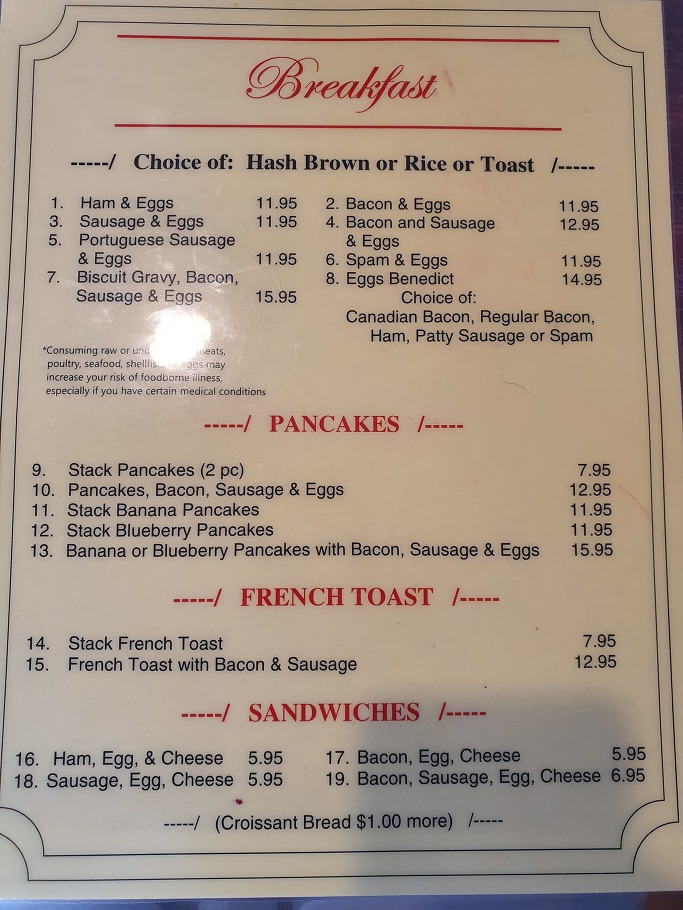 Breakfast
-----/ Choice of: Hash Brown or Rice or Toast /-----
1. Ham & Eggs 11.95
2. Bacon & Eggs 11.95
3. Sausage & Eggs 11.95
4. Bacon and Sausage 12.95
& Eggs
5. Portuguese Sausage
& Eggs 11.95
6. Spam & Eggs 11.95
7. Biscuit Gravy, Bacon,
Sausage & Eggs 15.95
8. Eggs Benedict 14.95
Choice of:
Canadian Bacon, Regular Bacon,
Ham, Patty Sausage or Spam
*Consuming raw or meats,
poultry, seafood, eggs may
increase your risk of foodborne illness,
especially if you have certain medical conditions
-----/ PANCAKES /-----
9. Stack Pancakes (2 pc) 7.95
10. Pancakes, Bacon, Sausage & Eggs 12.95
11. Stack Banana Pancakes 11.95
12. Stack Blueberry Pancakes 11.95
13. Banana or Blueberry Pancakes with Bacon, Sausage & Eggs 15.95
-----/ FRENCH TOAST /-----
14. Stack French Toast 7.95
15. French Toast with Bacon & Sausage 12.95
-----/ SANDWICHES /-----
16. Ham, Egg, & Cheese 5.95
17. Bacon, Egg, Cheese 5.95
18. Sausage, Egg, Cheese 5.95
19. Bacon, Sausage, Egg, Cheese 6.95
-----/ (Croissant Bread $1.00 more) /-----